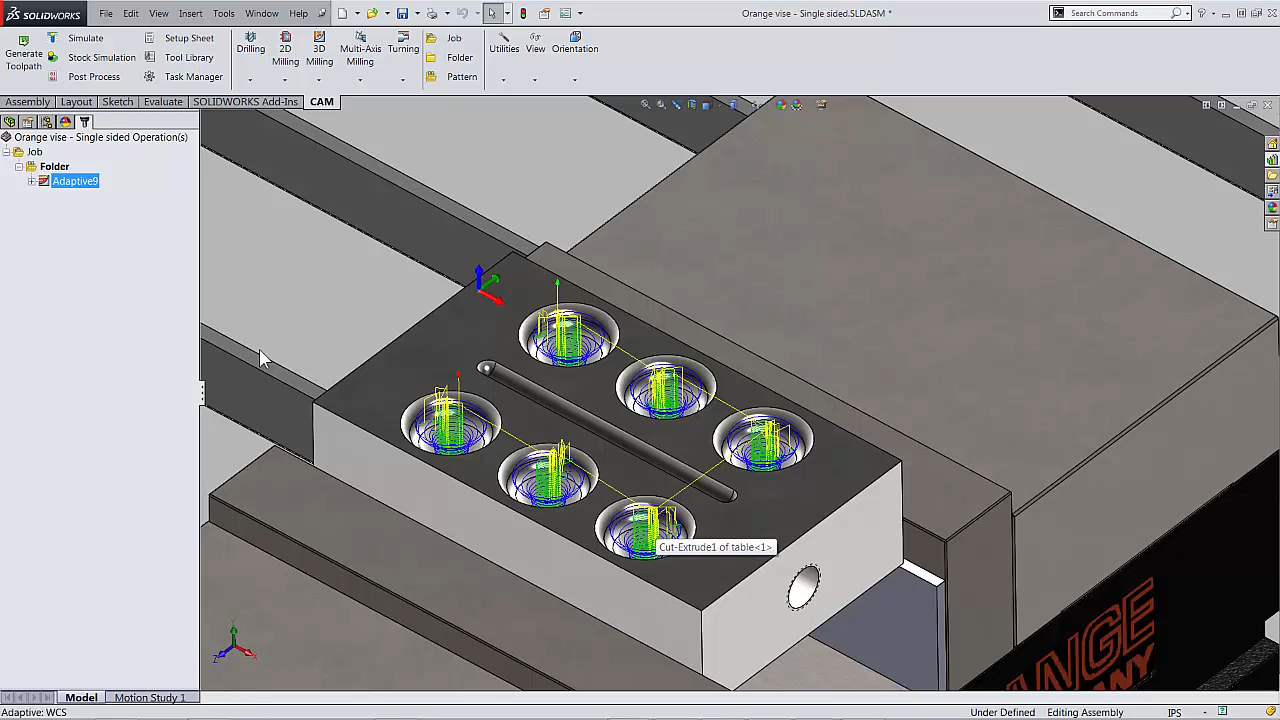 SOLIDWORKS File Edit View Insert Tools Window Help Orange vise - Single sided.SLDASM * Search Commands
Generate Toolpath
Simulate Setup Sheet
Stock Simulation Tool Library
Post Process Task Manager
Drilling
2D Milling
3D Milling
Multi-Axis Milling
Turning
Job
Folder
Pattern
Utilities View Orientation
Assembly Layout Sketch Evaluate SOLIDWORKS Add-Ins CAM
Orange vise - Single sided Operation(s)
Job
Folder
Adaptive9
Cut-Extrude1 of table<1>
ANGE
ANY
Model Motion Study 1
Adaptive: WCS Under Defined Editing Assembly IPS